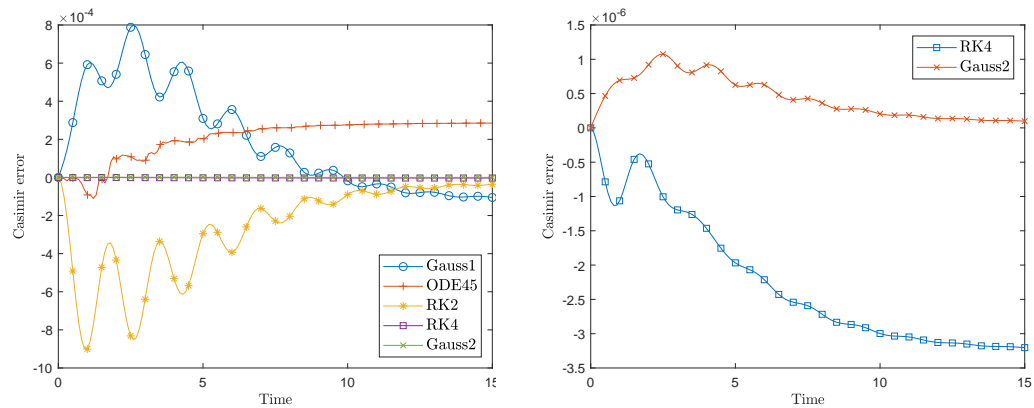 ×10⁻⁴
8
6
4
2
0
-2
-4
-6
-8
-10
Casimir error
Gauss1
ODE45
RK2
RK4
Gauss2
0
5
10
15
Time
×10⁻⁶
1.5
1
0.5
0
-0.5
-1
-1.5
-2
-2.5
-3
-3.5
Casimir error
RK4
Gauss2
0
5
10
15
Time